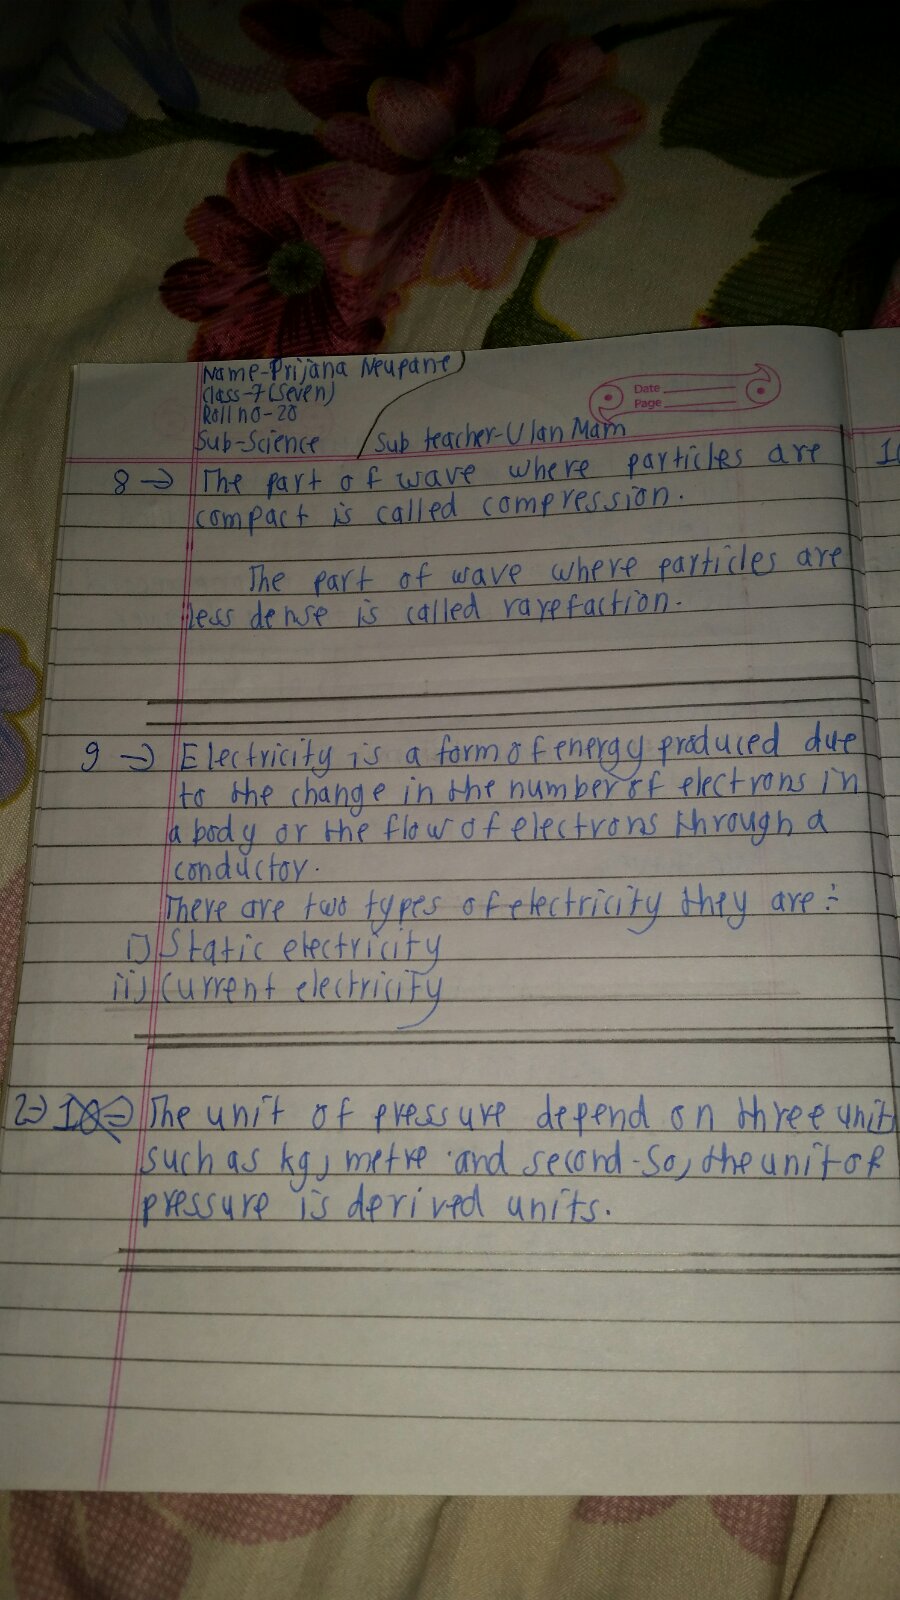 Name-Prijana Neupane
Class-7(Seven)
Roll no-28
Sub-Science
Sub teacher-Ulan Mam
Date
Page
8→ The part of wave where particles are
compact is called compression.
The part of wave where particles are
less dense is called rarefaction.
9→ Electricity is a form of energy produced due
to the change in the number of electrons in
a body or the flow of electrons through a
conductor.
There are two types of electricity they are÷
i) Static electricity
ii) Current electricity
2→ 10→ The unit of pressure depend on three unit
such as kg, metre and second. So, the unit of
pressure is derived units.